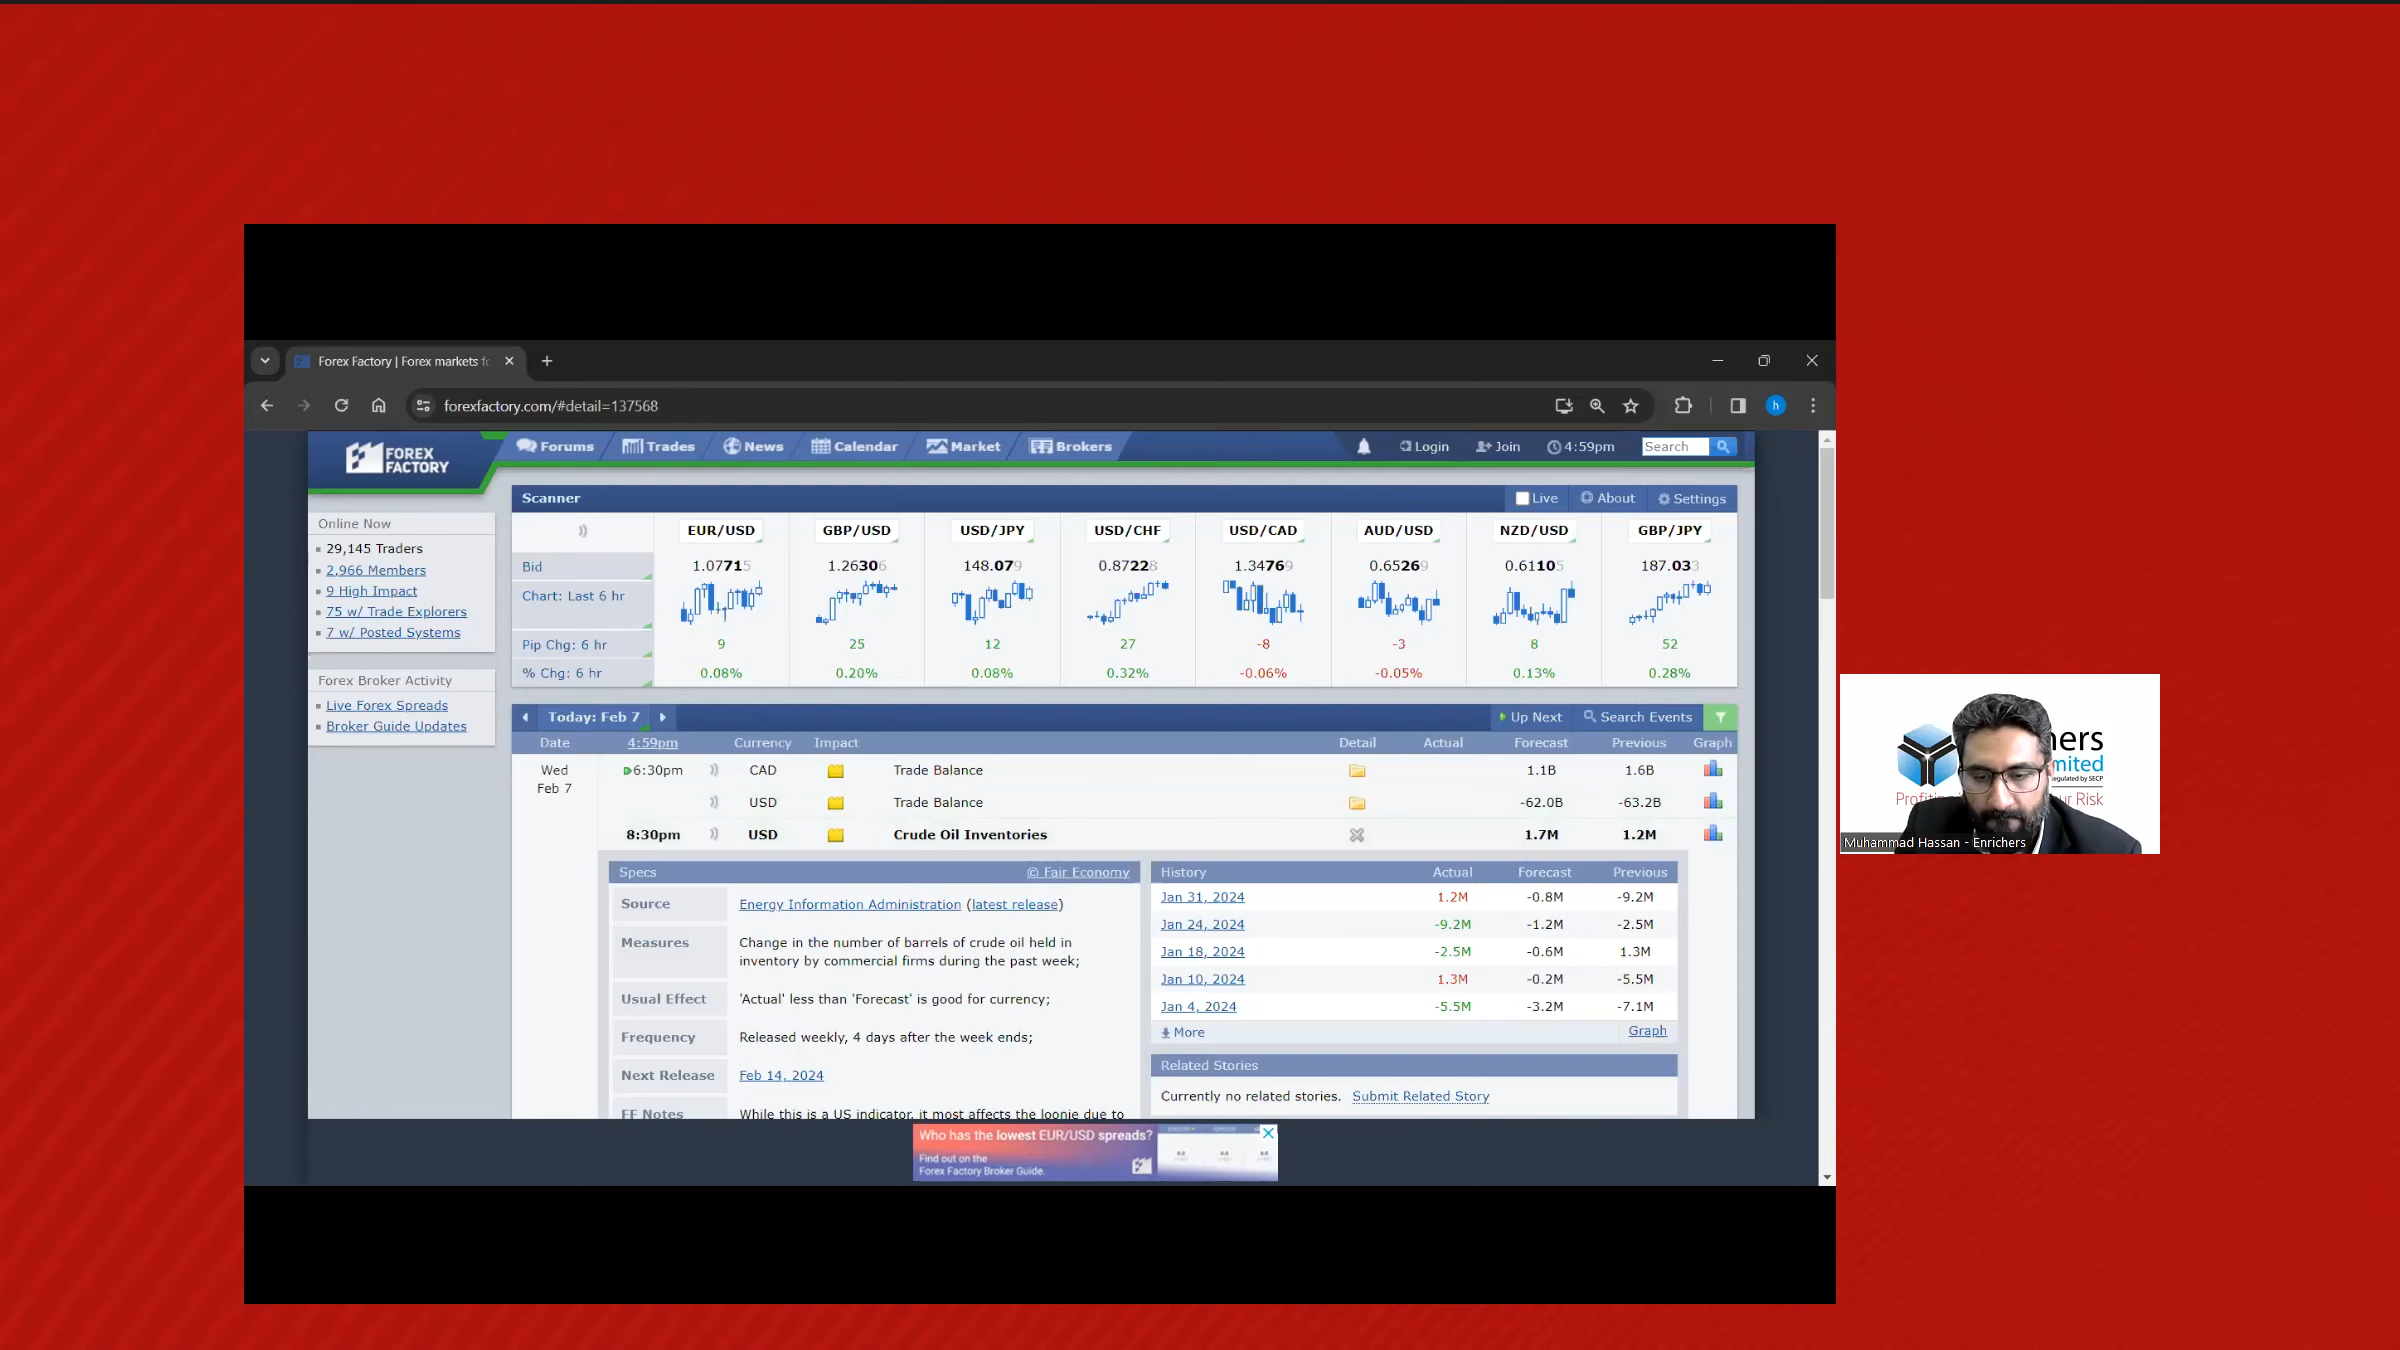 Forex Factory | Forex markets fo
forexfactory.com/#detail=137568
h
FOREX FACTORY
Forums Trades News Calendar Market Brokers
Login Join 4:59pm Search
Online Now
29,145 Traders
2,966 Members
9 High Impact
75 w/ Trade Explorers
7 w/ Posted Systems
Forex Broker Activity
Live Forex Spreads
Broker Guide Updates
Scanner Live About Settings
EUR/USD GBP/USD USD/JPY USD/CHF USD/CAD AUD/USD NZD/USD GBP/JPY
Bid 1.07715 1.26306 148.079 0.87228 1.34769 0.65269 0.61105 187.033
Chart: Last 6 hr
Pip Chg: 6 hr 9 25 12 27 -8 -3 8 52
% Chg: 6 hr 0.08% 0.20% 0.08% 0.32% -0.06% -0.05% 0.13% 0.28%
Today: Feb 7 Up Next Search Events
Date 4:59pm Currency Impact Detail Actual Forecast Previous Graph
Wed Feb 7 6:30pm CAD Trade Balance 1.1B 1.6B
USD Trade Balance -62.0B -63.2B
8:30pm USD Crude Oil Inventories 1.7M 1.2M
Specs © Fair Economy
Source Energy Information Administration (latest release)
Measures Change in the number of barrels of crude oil held in
inventory by commercial firms during the past week;
Usual Effect 'Actual' less than 'Forecast' is good for currency;
Frequency Released weekly, 4 days after the week ends;
Next Release Feb 14, 2024
FF Notes While this is a US indicator, it most affects the loonie due to
History Actual Forecast Previous
Jan 31, 2024 1.2M -0.8M -9.2M
Jan 24, 2024 -9.2M -1.2M -2.5M
Jan 18, 2024 -2.5M -0.6M 1.3M
Jan 10, 2024 1.3M -0.2M -5.5M
Jan 4, 2024 -5.5M -3.2M -7.1M
More Graph
Related Stories
Currently no related stories. Submit Related Story
Who has the lowest EUR/USD spreads?
Find out on the
Forex Factory Broker Guide.
Risk
Muhammad Hassan - Enrichers